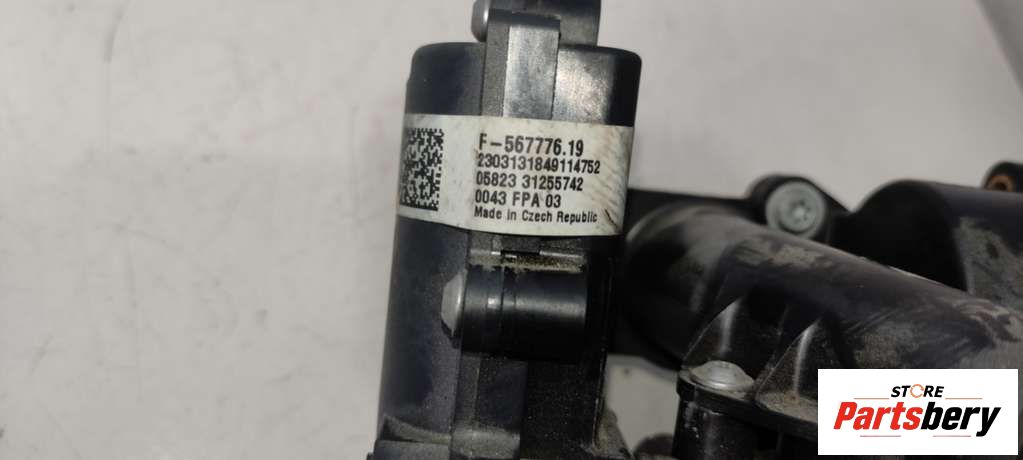 F-567776.19
2303131849114752
05823 31255742
0043 FPA 03
Made in Czech Republic
STORE
Partsbery